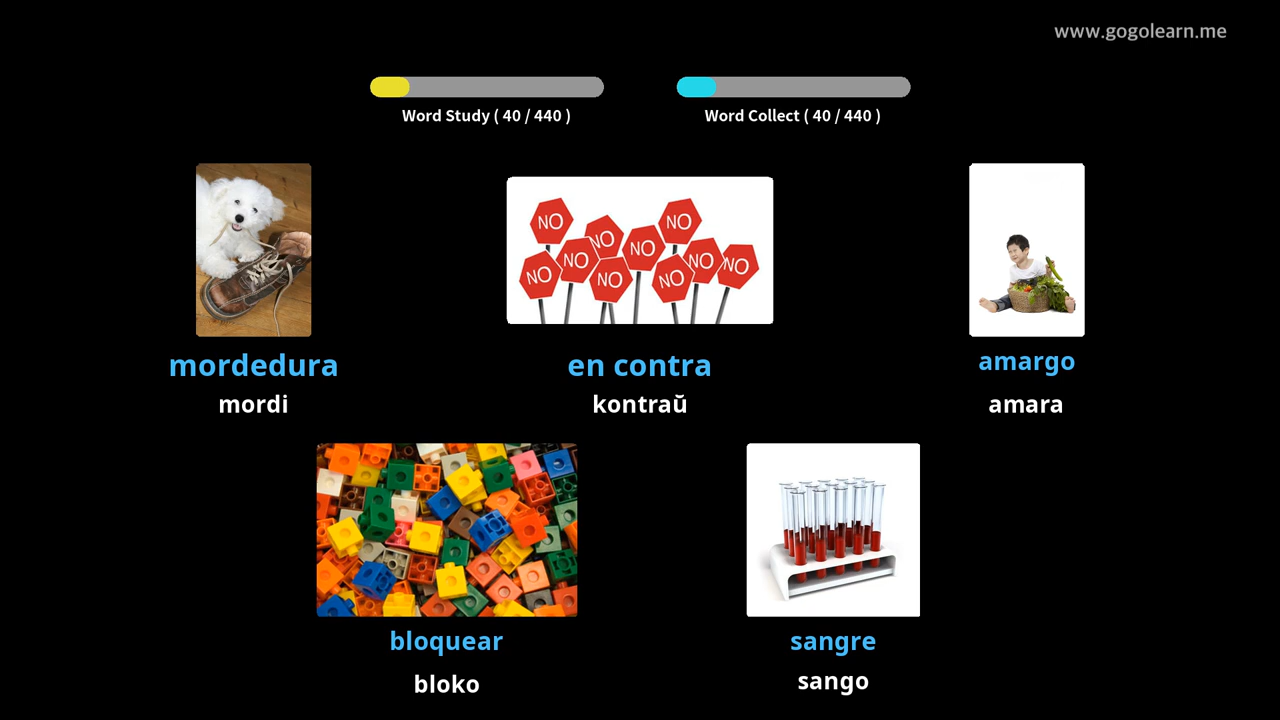 www.gogolearn.me
Word Study ( 40 / 440 )
Word Collect ( 40 / 440 )
NO
NO
NO
NO
NO
NO
NO
NO
NO
NO
mordedura
en contra
amargo
mordi
kontraŭ
amara
bloquear
sangre
bloko
sango